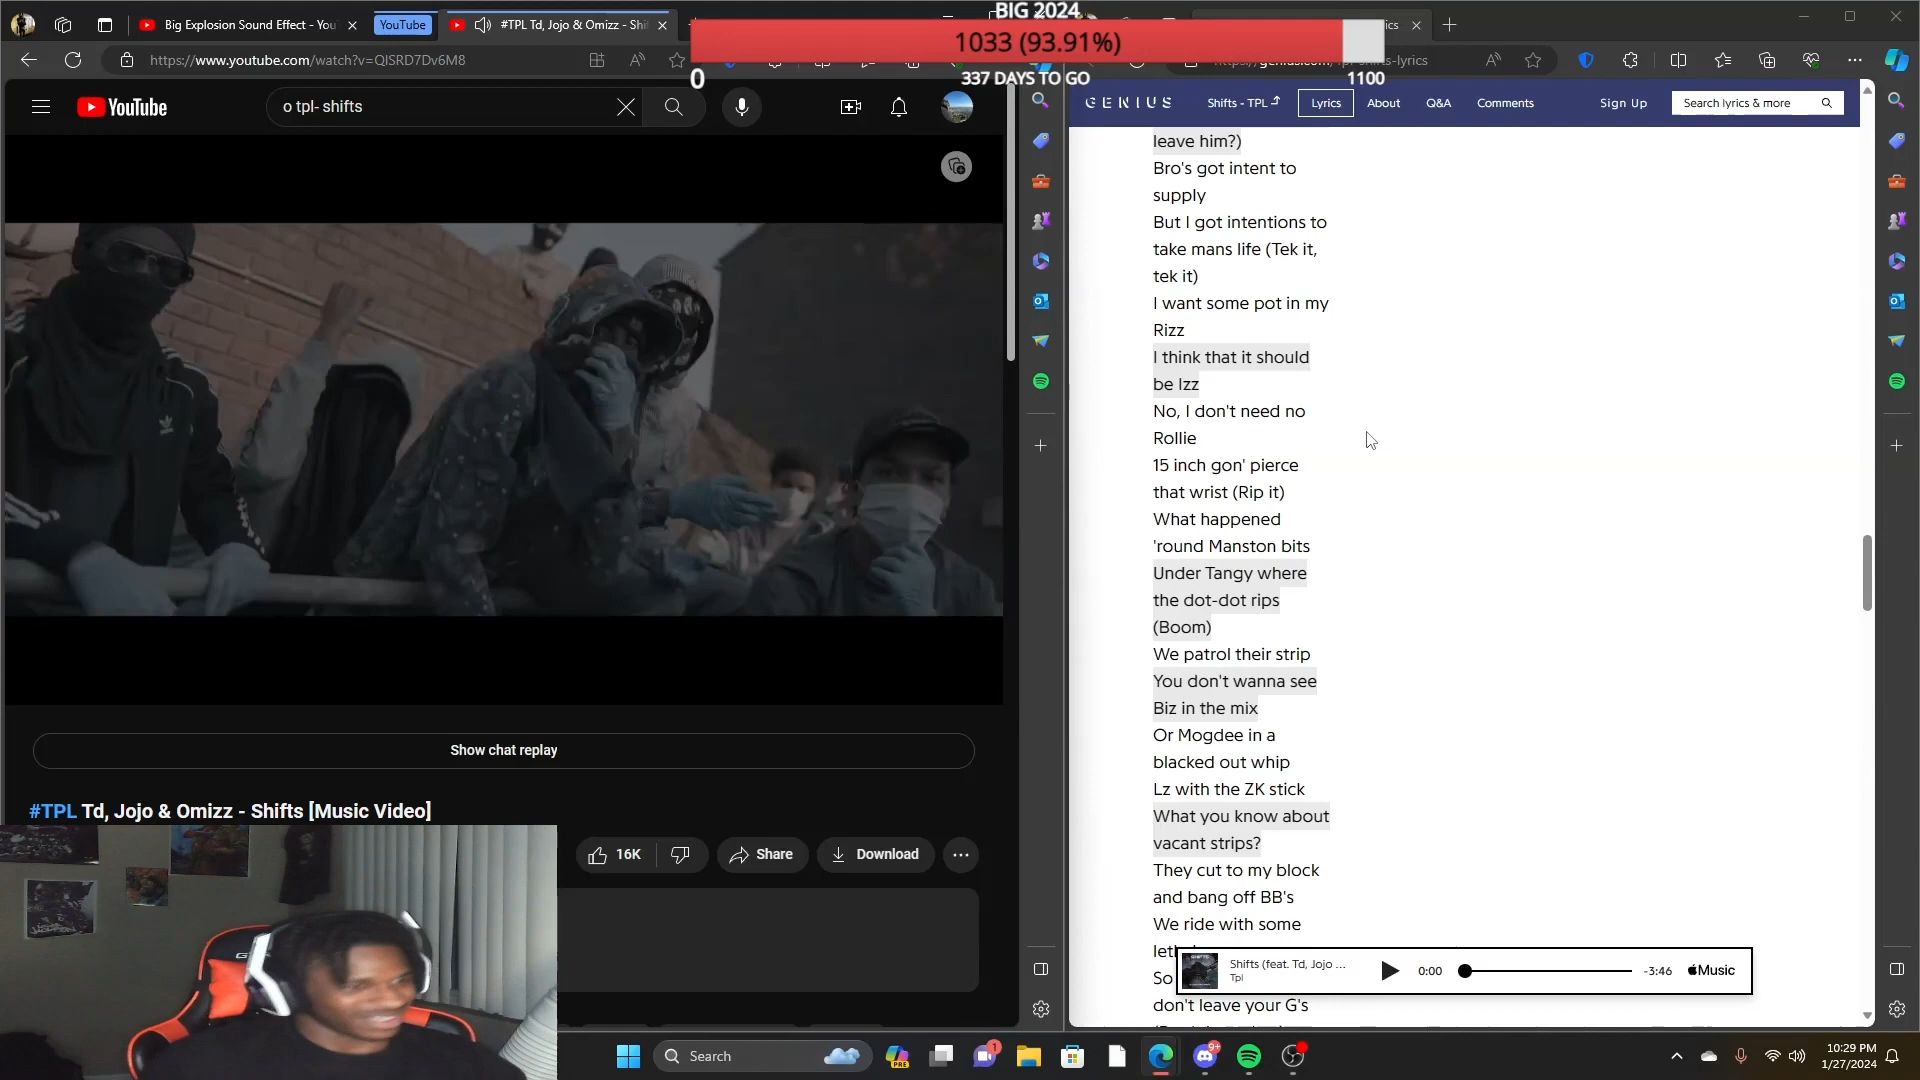 BIG 2024
1033 (93.91%)
0
337 DAYS TO GO
1100
Big Explosion Sound Effect - You
YouTube
#TPL Td, Jojo & Omizz - Shi
ics
https://www.youtube.com/watch?v=QISRD7Dv6M8
YouTube
o tpl- shifts
GENIUS
Shifts - TPL
Lyrics
About
Q&A
Comments
Sign Up
Search lyrics & more
leave him?)
Bro's got intent to
supply
But I got intentions to
take mans life (Tek it,
tek it)
I want some pot in my
Rizz
I think that it should
be Izz
No, I don't need no
Rollie
15 inch gon' pierce
that wrist (Rip it)
What happened
'round Manston bits
Under Tangy where
the dot-dot rips
(Boom)
We patrol their strip
You don't wanna see
Biz in the mix
Or Mogdee in a
blacked out whip
Lz with the ZK stick
What you know about
vacant strips?
They cut to my block
and bang off BB's
We ride with some
So
don't leave your G's
Shifts (feat. Td, Jojo ...
Tpl
0:00
-3:46
Music
Show chat replay
#TPL Td, Jojo & Omizz - Shifts [Music Video]
16K
Share
Download
Search
PRE
1
9+
10:29 PM
1/27/2024